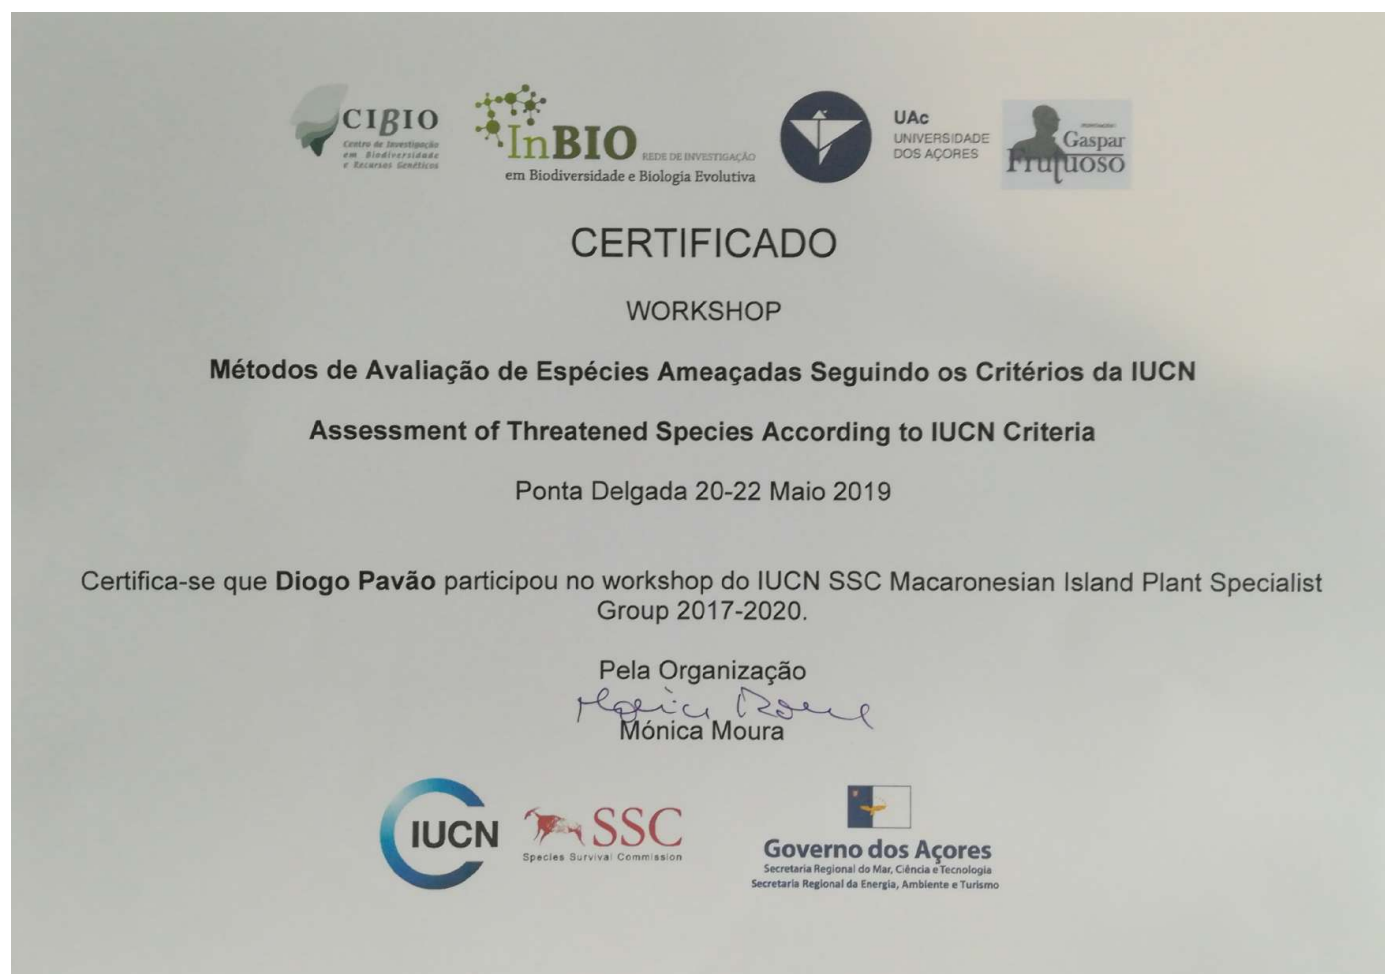 CIBIO
Centro de Investigação
em Biodiversidade
e Recursos Genéticos
InBIO REDE DE INVESTIGAÇÃO
em Biodiversidade e Biologia Evolutiva
UAc
UNIVERSIDADE
DOS AÇORES
Gaspar
Frutuoso
CERTIFICADO
WORKSHOP
Métodos de Avaliação de Espécies Ameaçadas Seguindo os Critérios da IUCN
Assessment of Threatened Species According to IUCN Criteria
Ponta Delgada 20-22 Maio 2019
Certifica-se que Diogo Pavão participou no workshop do IUCN SSC Macaronesian Island Plant Specialist
Group 2017-2020.
Pela Organização
Mónica Moura
IUCN
SSC
Species Survival Commission
Governo dos Açores
Secretaria Regional do Mar, Ciência e Tecnologia
Secretaria Regional da Energia, Ambiente e Turismo